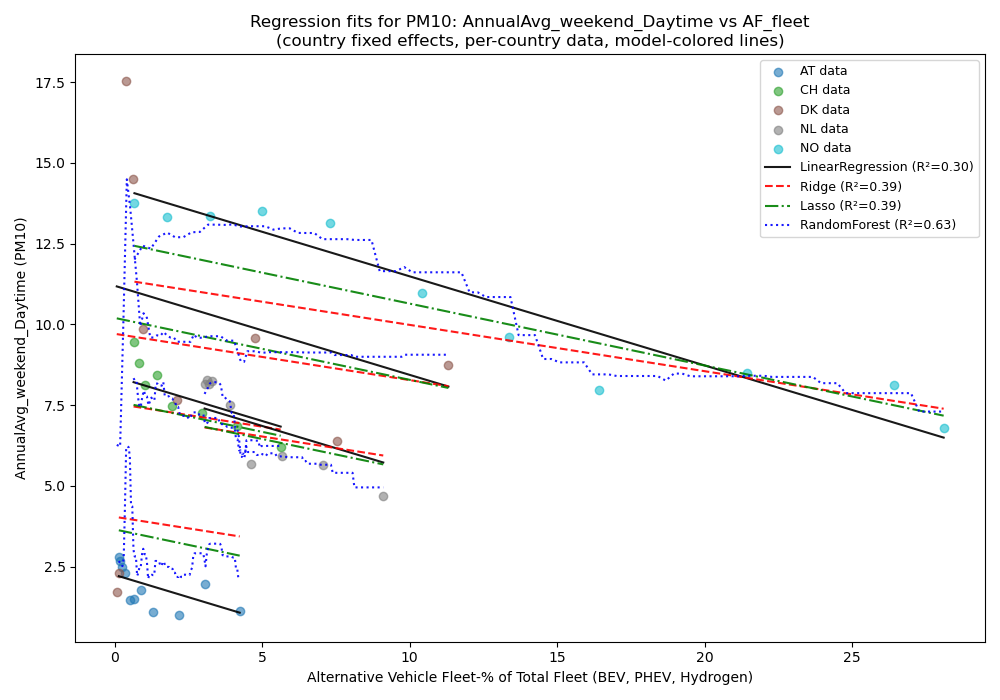 Regression fits for PM10: AnnualAvg_weekend_Daytime vs AF_fleet
(country fixed effects, per-country data, model-colored lines)
AT data
CH data
DK data
NL data
NO data
LinearRegression (R²=0.30)
Ridge (R²=0.39)
Lasso (R²=0.39)
RandomForest (R²=0.63)
AnnualAvg_weekend_Daytime (PM10)
17.5
15.0
12.5
10.0
7.5
5.0
2.5
0
5
10
15
20
25
Alternative Vehicle Fleet-% of Total Fleet (BEV, PHEV, Hydrogen)